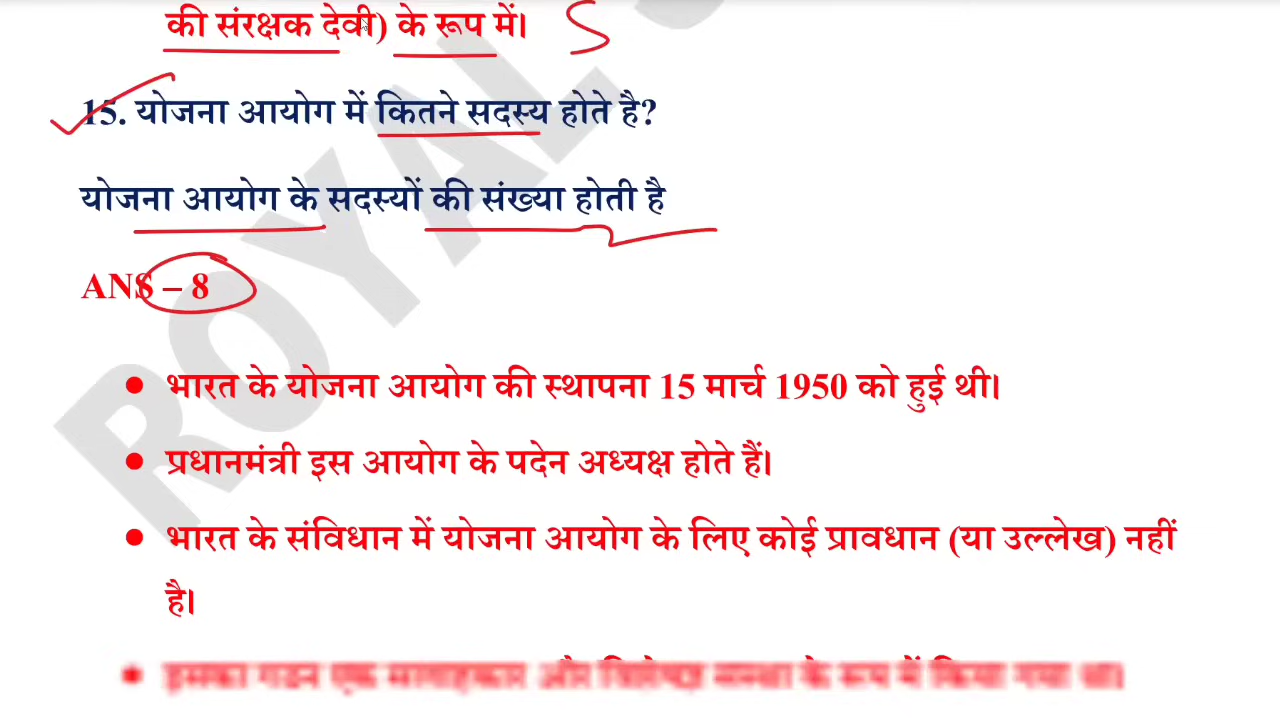 की संरक्षक देवी) के रूप में।
15. योजना आयोग में कितने सदस्य होते है?
योजना आयोग के सदस्यों की संख्या होती है
ANS – 8
● भारत के योजना आयोग की स्थापना 15 मार्च 1950 को हुई थी।
● प्रधानमंत्री इस आयोग के पदेन अध्यक्ष होते हैं।
● भारत के संविधान में योजना आयोग के लिए कोई प्रावधान (या उल्लेख) नहीं
है।
ROYAL